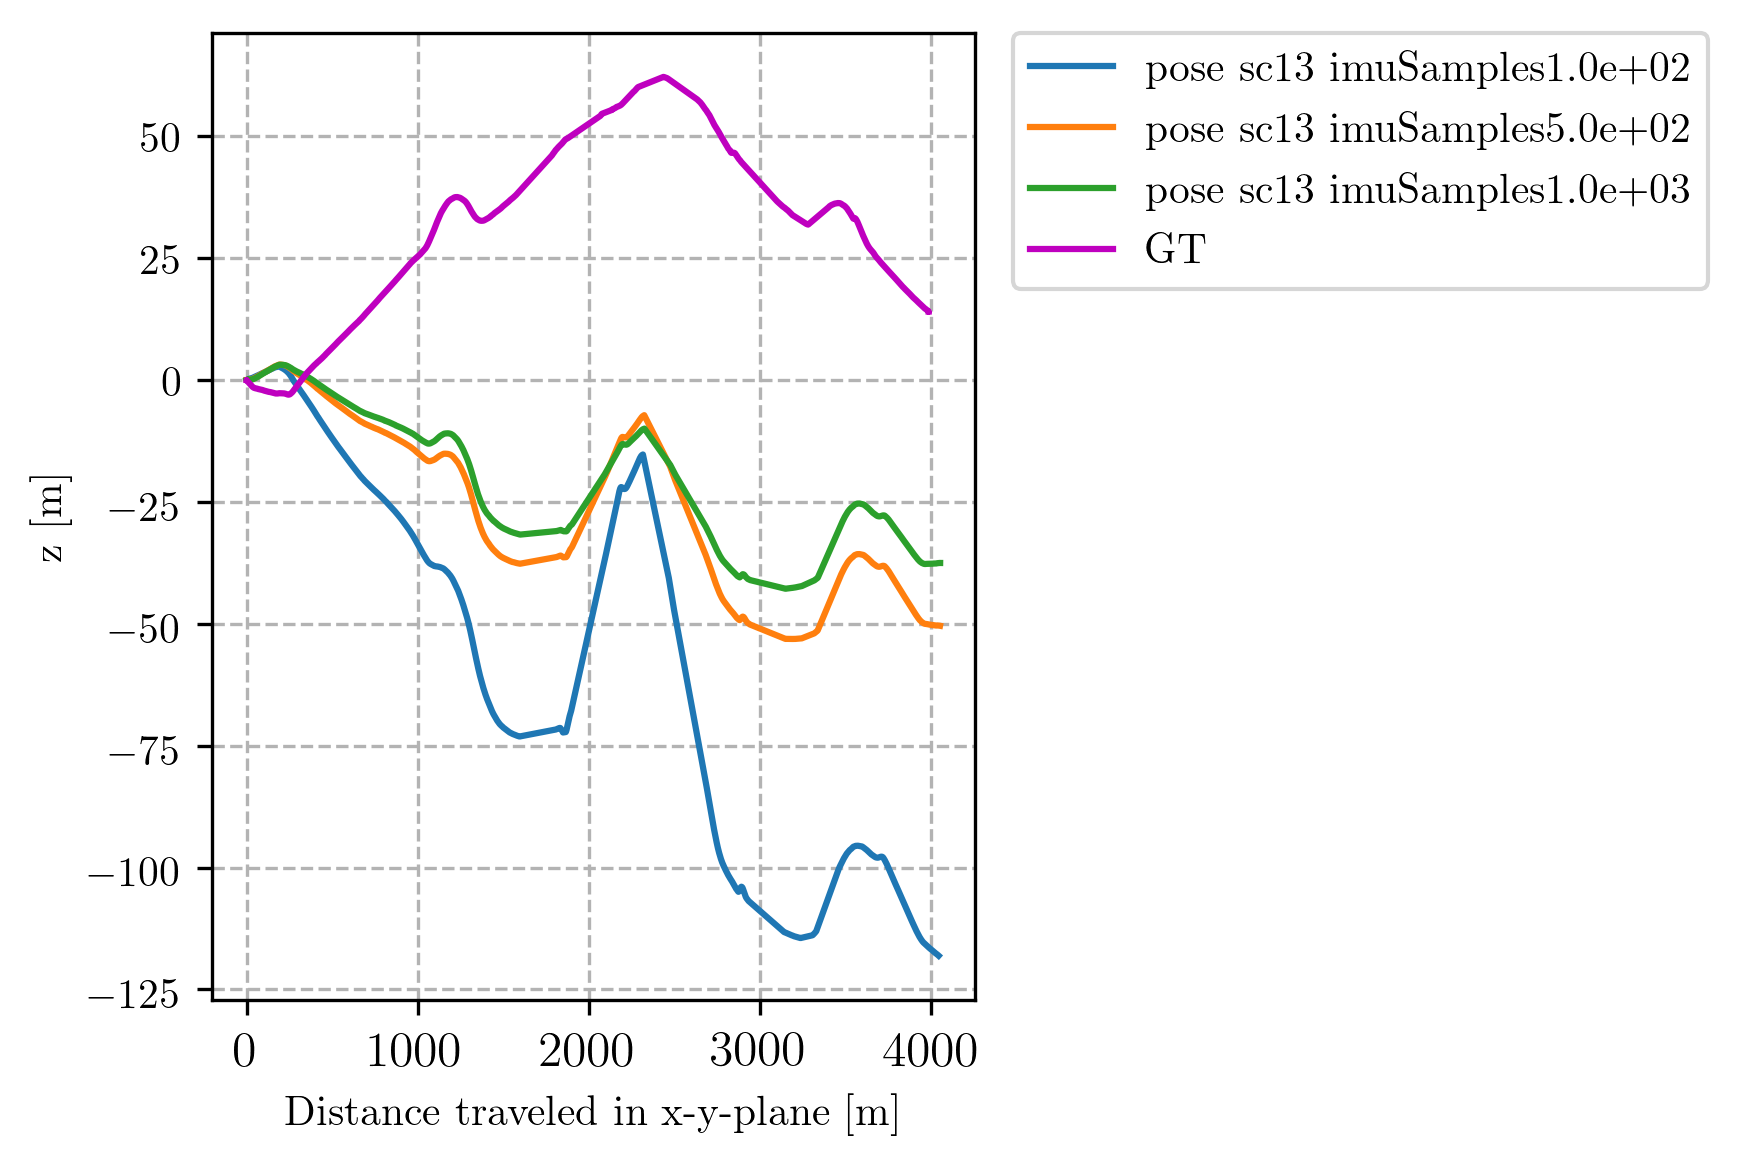 pose sc13 imuSamples1.0e+02
pose sc13 imuSamples5.0e+02
pose sc13 imuSamples1.0e+03
GT
z [m]
50
25
0
−25
−50
−75
−100
−125
0 1000 2000 3000 4000
Distance traveled in x-y-plane [m]